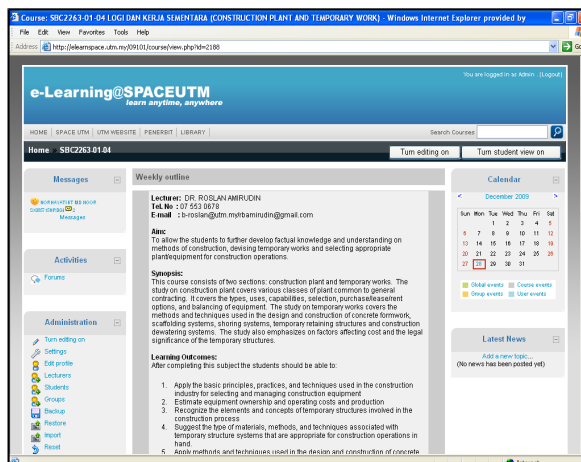 Course: SBC2263-01-04 LOGI DAN KERJA SEMENTARA (CONSTRUCTION PLANT AND TEMPORARY WORK) - Windows Internet Explorer provided by
File Edit View Favorites Tools Help
Address http://elearnspace.utm.my/09101/course/view.php?id=2188 Go
You are logged in as Admin. (Logout)
e-Learning@SPACEUTM
learn anytime, anywhere
HOME SPACE UTM UTM WEBSITE PENERBIT LIBRARY Search Courses:
Home SBC2263-01-04 Turn editing on Turn student view on
Messages
Messages
Activities
Forums
Administration
Turn editing on
Settings
Edit profile
Lecturers
Students
Groups
Backup
Restore
Import
Reset
Weekly outline
Lecturer: DR. ROSLAN AMIRUDIN
Tel. No : 07 553 0678
E-mail : b-roslan@utm.my/rbamirudin@gmail.com
Aim:
To allow the students to further develop factual knowledge and understanding on
methods of construction, devising temporary works and selecting appropriate
plant/equipment for construction operations.
Synopsis:
This course consists of two sections: construction plant and temporary works. The
study on construction plant covers various classes of plant common to general
contracting. It covers the types, uses, capabilities, selection, purchase/lease/rent
options, and balancing of equipment. The study on temporary works covers the
methods and techniques used in the design and construction of concrete formwork,
scaffolding systems, shoring systems, temporary retaining structures and construction
dewatering systems. The study also emphasizes on factors affecting cost and the legal
significance of the temporary structures.
Learning Outcomes:
After completing this subject the students should be able to:
1. Apply the basic principles, practices, and techniques used in the construction
industry for selecting and managing construction equipment
2. Estimate equipment ownership and operating costs and production
3. Recognize the elements and concepts of temporary structures involved in the
construction process
4. Suggest the type of materials, methods, and techniques associated with
temporary structure systems that are appropriate for construction operations in
hand.
5. Apply methods and techniques used in the design and construction of concrete
Calendar
< December 2009 >
Sun Mon Tue Wed Thu Fri Sat
1 2 3 4 5
6 7 8 9 10 11 12
13 14 15 16 17 18 19
20 21 22 23 24 25 26
27 28 29 30 31
Global events Course events
Group events User events
Latest News
Add a new topic...
(No news has been posted yet)